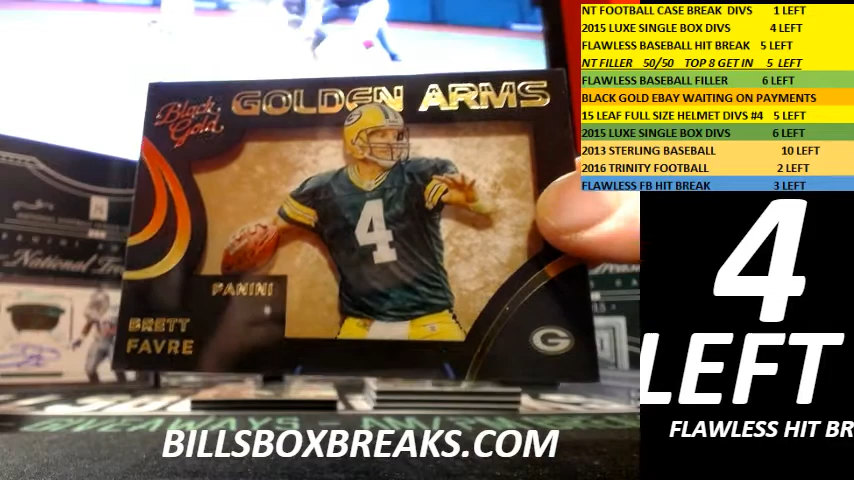 NT FOOTBALL CASE BREAK DIVS 1 LEFT
2015 LUXE SINGLE BOX DIVS 4 LEFT
FLAWLESS BASEBALL HIT BREAK 5 LEFT
NT FILLER 50/50 TOP 8 GET IN 5 LEFT
FLAWLESS BASEBALL FILLER 6 LEFT
BLACK GOLD EBAY WAITING ON PAYMENTS
15 LEAF FULL SIZE HELMET DIVS #4 5 LEFT
2015 LUXE SINGLE BOX DIVS 6 LEFT
2013 STERLING BASEBALL 10 LEFT
2016 TRINITY FOOTBALL 2 LEFT
FLAWLESS FB HIT BREAK 3 LEFT
Black Gold
GOLDEN ARMS
4
PANINI
BRETT
FAVRE
G
National
GIVEAWAYS
4
LEFT
FLAWLESS HIT BR
BILLSBOXBREAKS.COM